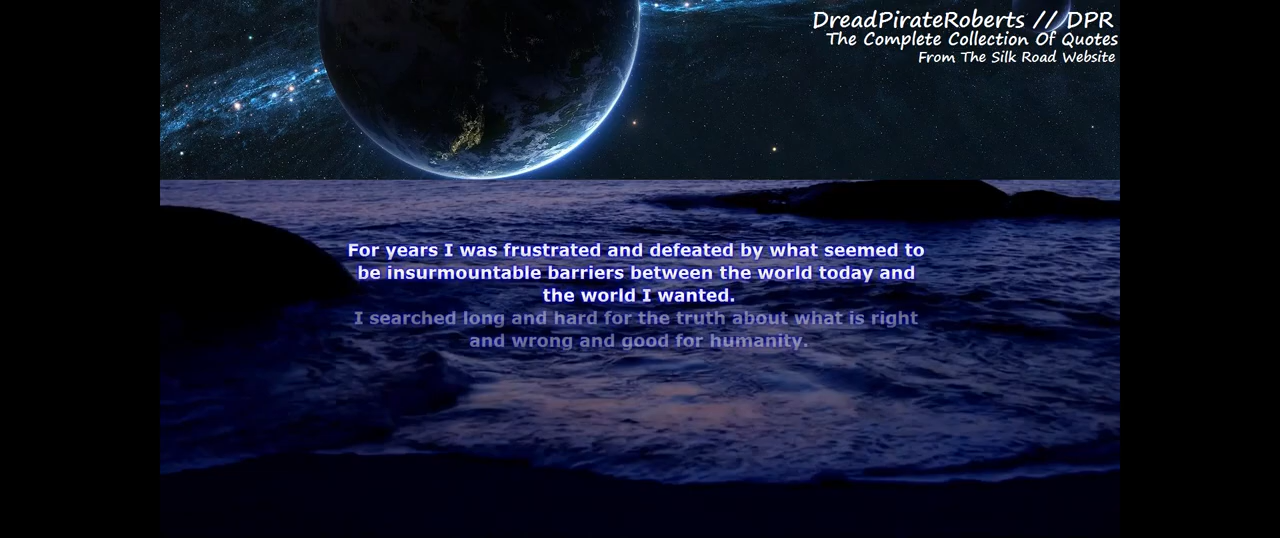 DreadPirateRoberts // DPR
The Complete Collection Of Quotes
From The Silk Road Website
For years I was frustrated and defeated by what seemed to
be insurmountable barriers between the world today and
the world I wanted.
I searched long and hard for the truth about what is right
and wrong and good for humanity.